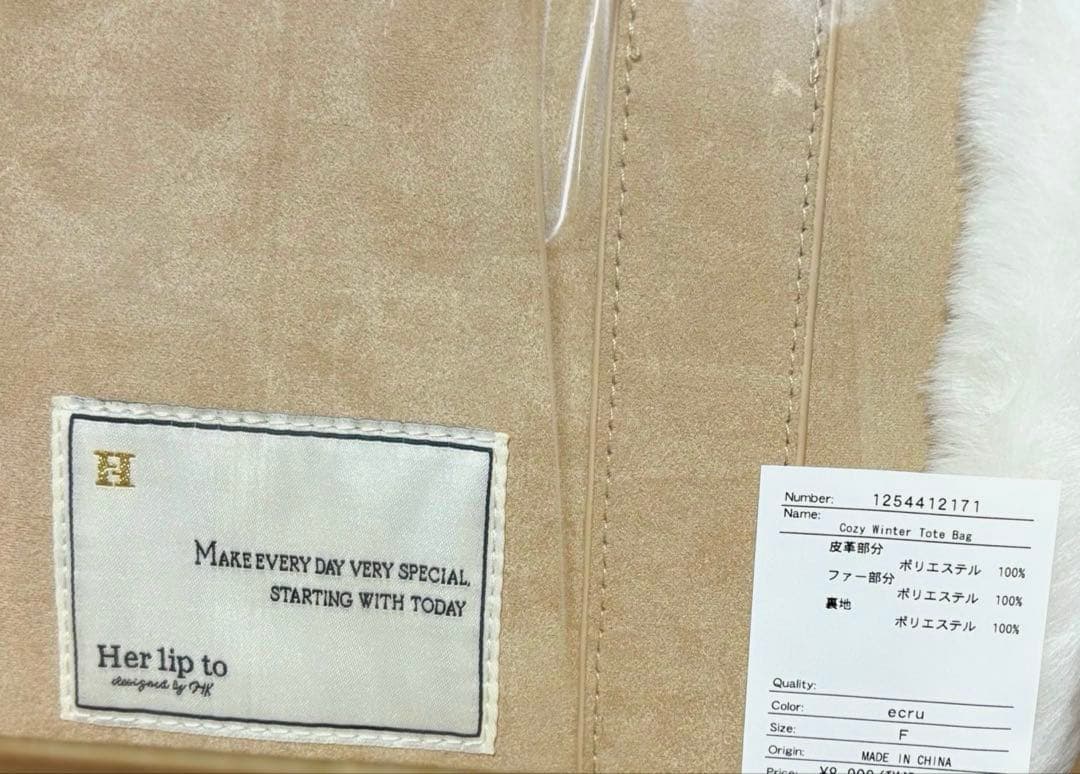 H
MAKE EVERY DAY VERY SPECIAL,
STARTING WITH TODAY
Her lip to
designed by HK
Number: 1254412171
Name:
Cozy Winter Tote Bag
皮革部分
ポリエステル 100%
ファー部分
ポリエステル 100%
裏地
ポリエステル 100%
Quality:
Color: ecru
Size: F
Origin: MADE IN CHINA
Price: